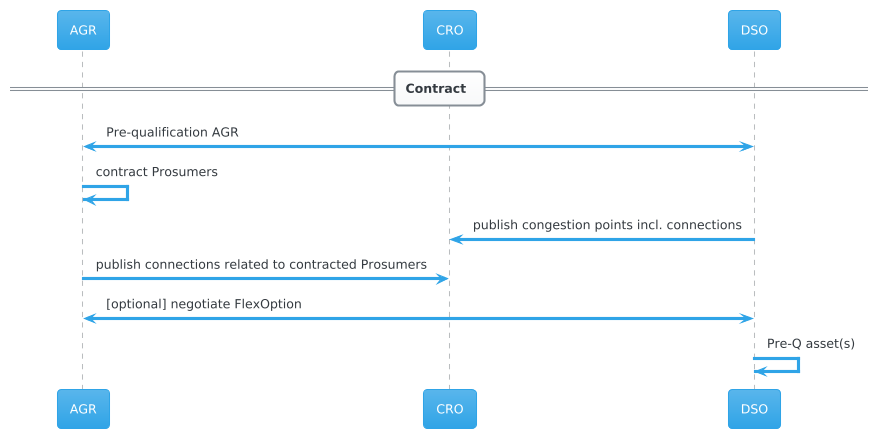 AGR
CRO
DSO
Contract
Pre-qualification AGR
contract Prosumers
publish congestion points incl. connections
publish connections related to contracted Prosumers
[optional] negotiate FlexOption
Pre-Q asset(s)
AGR
CRO
DSO